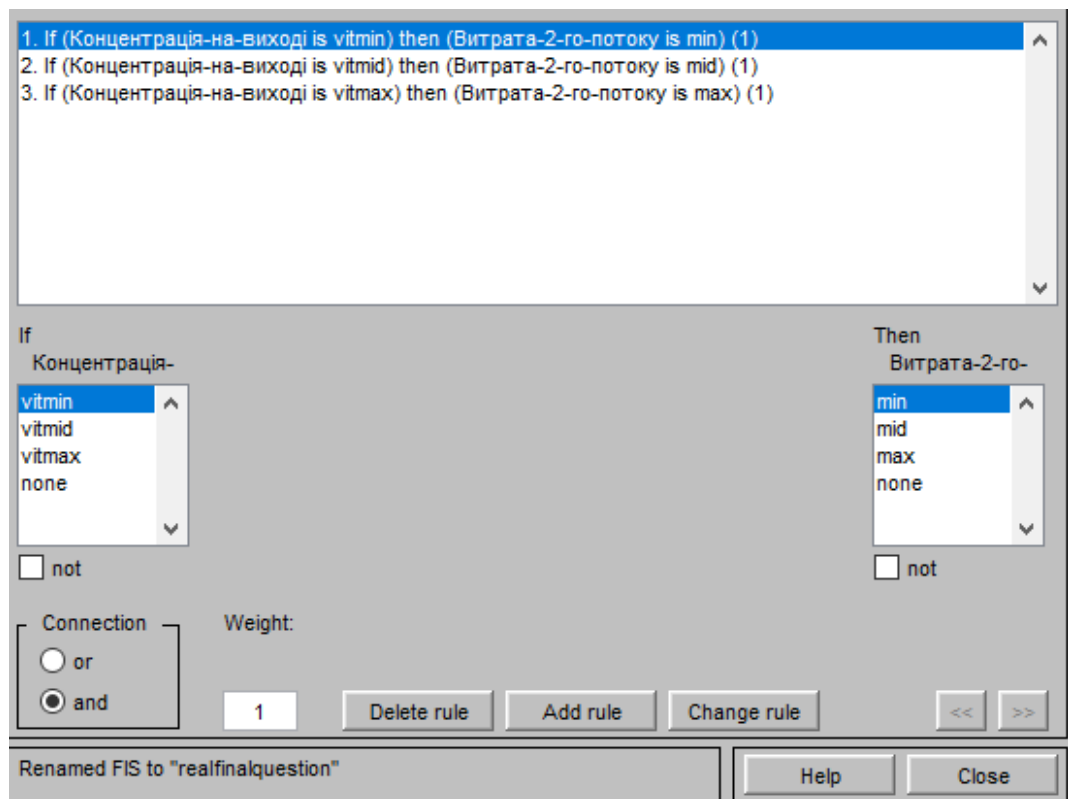 1. If (Концентрація-на-виході is vitmin) then (Витрата-2-го-потоку is min) (1)
2. If (Концентрація-на-виході is vitmid) then (Витрата-2-го-потоку is mid) (1)
3. If (Концентрація-на-виході is vitmax) then (Витрата-2-го-потоку is max) (1)
If
Концентрація-
vitmin
vitmid
vitmax
none
not
Then
Витрата-2-го-
min
mid
max
none
not
Connection
or
and
Weight:
1
Delete rule
Add rule
Change rule
<<
>>
Renamed FIS to "realfinalquestion"
Help
Close